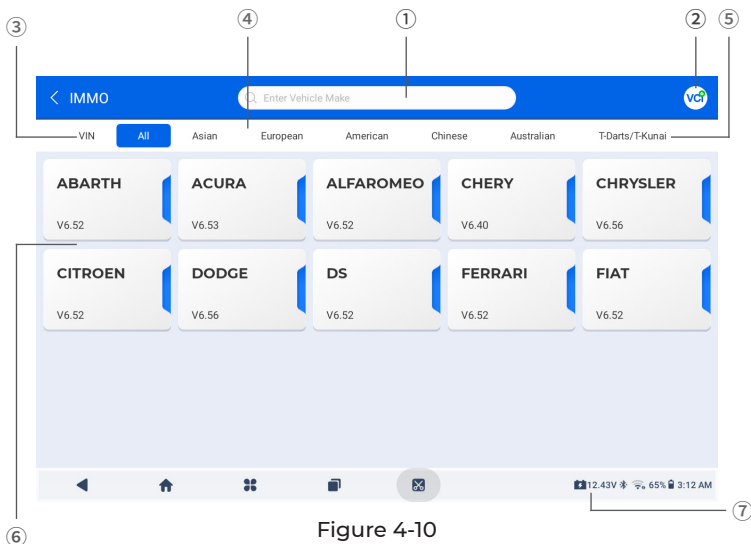 ③ ④ ① ② ⑤
IMMO Enter Vehicle Make VCI
VIN All Asian European American Chinese Australian T-Darts/T-Kunai
ABARTH ACURA ALFAROMEO CHERY CHRYSLER
V6.52 V6.53 V6.52 V6.40 V6.56
CITROEN DODGE DS FERRARI FIAT
V6.52 V6.56 V6.52 V6.52 V6.52
12.43V 65% 3:12 AM
⑦
⑥
Figure 4-10